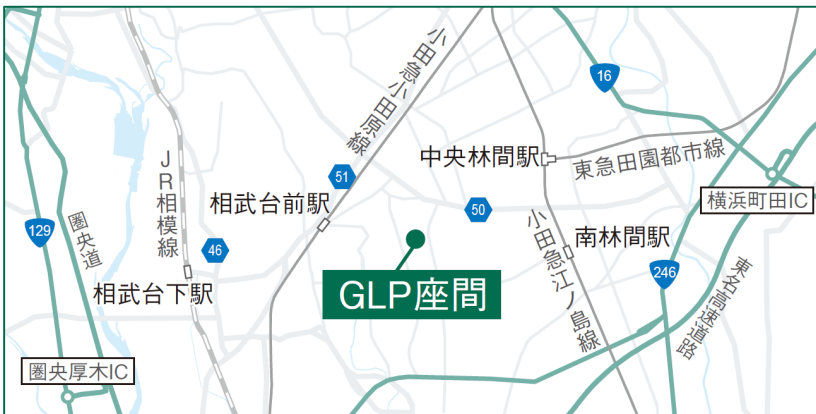 小田急小田原線
16
JR相模線
中央林間駅
東急田園都市線
51
相武台前駅
50
横浜町田IC
129
圏央道
46
小田急江ノ島線
南林間駅
246
東名高速道路
相武台下駅
GLP座間
圏央厚木IC